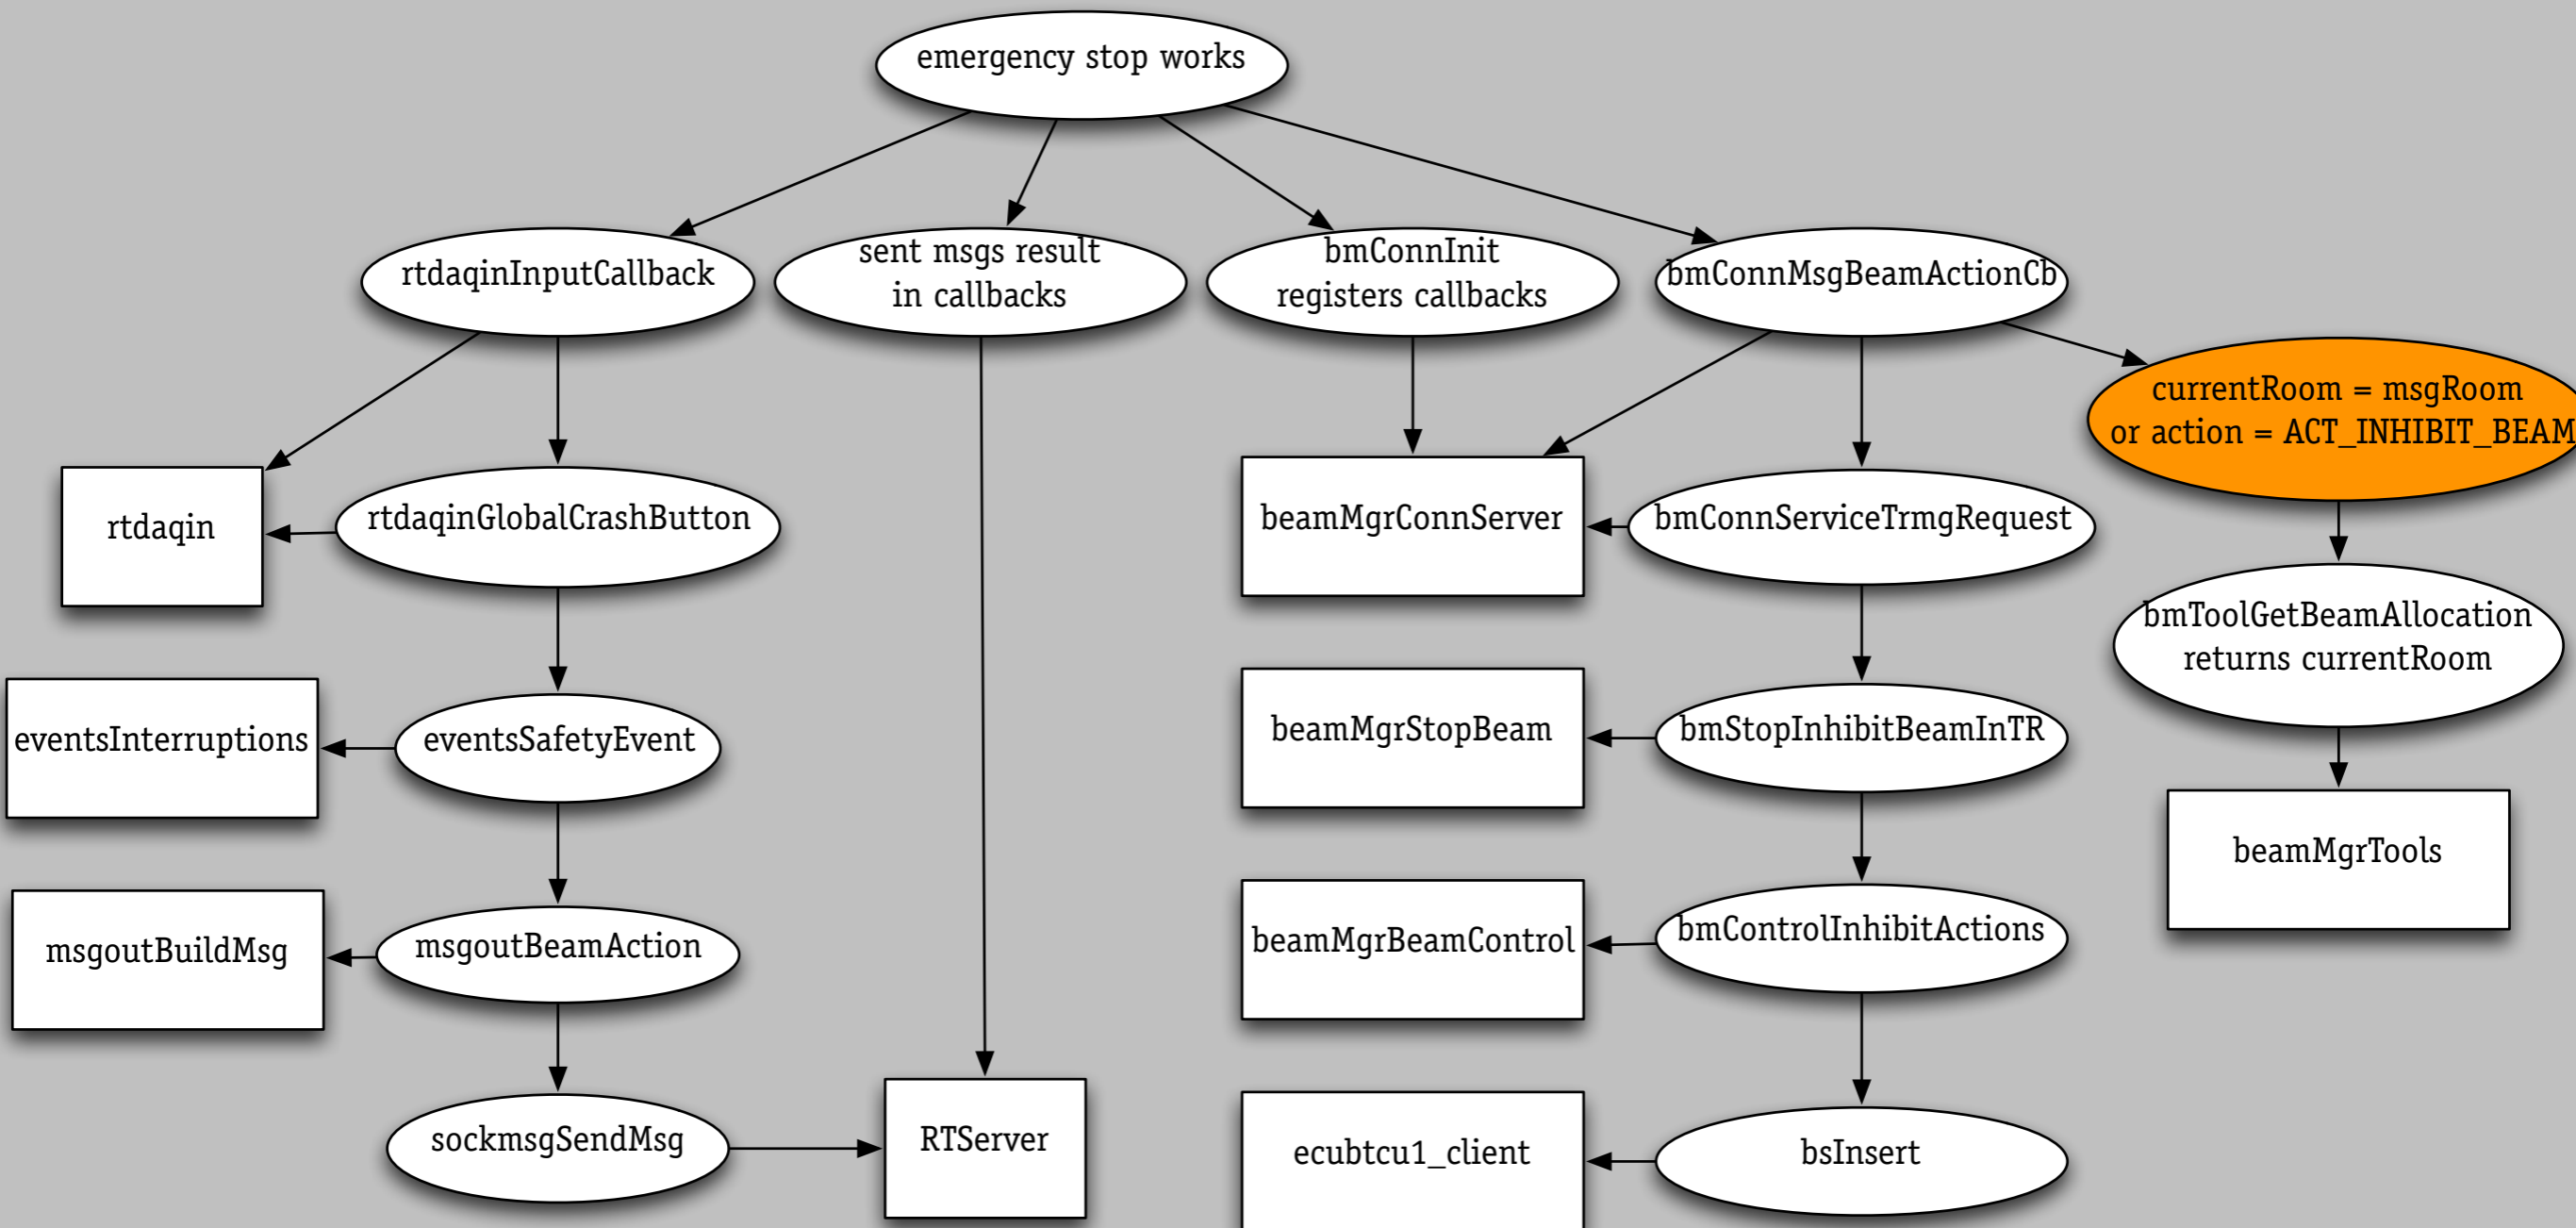 emergency stop works
rtdaqinInputCallback
sent msgs result
in callbacks
bmConnInit
registers callbacks
bmConnMsgBeamActionCb
currentRoom = msgRoom
or action = ACT_INHIBIT_BEAM
rtdaqin
rtdaqinGlobalCrashButton
beamMgrConnServer
bmConnServiceTrmgRequest
bmToolGetBeamAllocation
returns currentRoom
eventsInterruptions
eventsSafetyEvent
beamMgrStopBeam
bmStopInhibitBeamInTR
beamMgrTools
msgoutBuildMsg
msgoutBeamAction
beamMgrBeamControl
bmControlInhibitActions
sockmsgSendMsg
RTServer
ecubtcu1_client
bsInsert